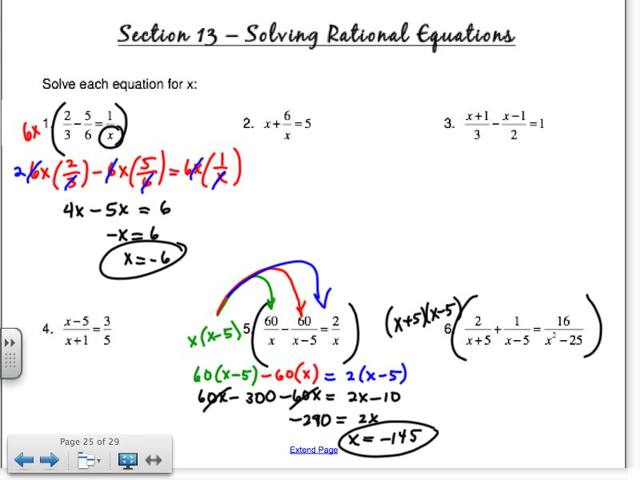 Section 13 – Solving Rational Equations
Solve each equation for x:
6x 1. (2/3 − 5/6 = 1/x)
2. x + 6/x = 5
3. (x+1)/3 − (x−1)/2 = 1
2 6x(2/3) − 6x(5/6) = 6x(1/x)
4x − 5x = 6
−x = 6
x = −6
4. (x−5)/(x+1) = 3/5
x(x−5) 5. (60/x − 60/(x−5) = 2/x)
(x+5)(x−5) 6. (2/(x+5) + 1/(x−5) = 16/(x²−25))
60(x−5) − 60(x) = 2(x−5)
60x − 300 − 60x = 2x − 10
−290 = 2x
x = −145
Page 25 of 29
Extend Page